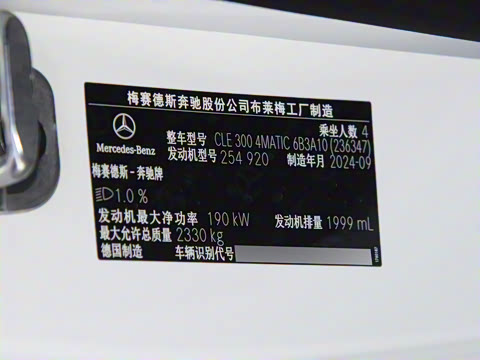 梅赛德斯奔驰股份公司布莱梅工厂制造
乘坐人数 4
Mercedes-Benz
整车型号 CLE 300 4MATIC 6B3A10 (236347)
发动机型号 254 920 制造年月 2024-09
梅赛德斯－奔驰牌
1.0 %
发动机最大净功率 190 kW 发动机排量 1999 mL
最大允许总质量 2330 kg
德国制造 车辆识别代号